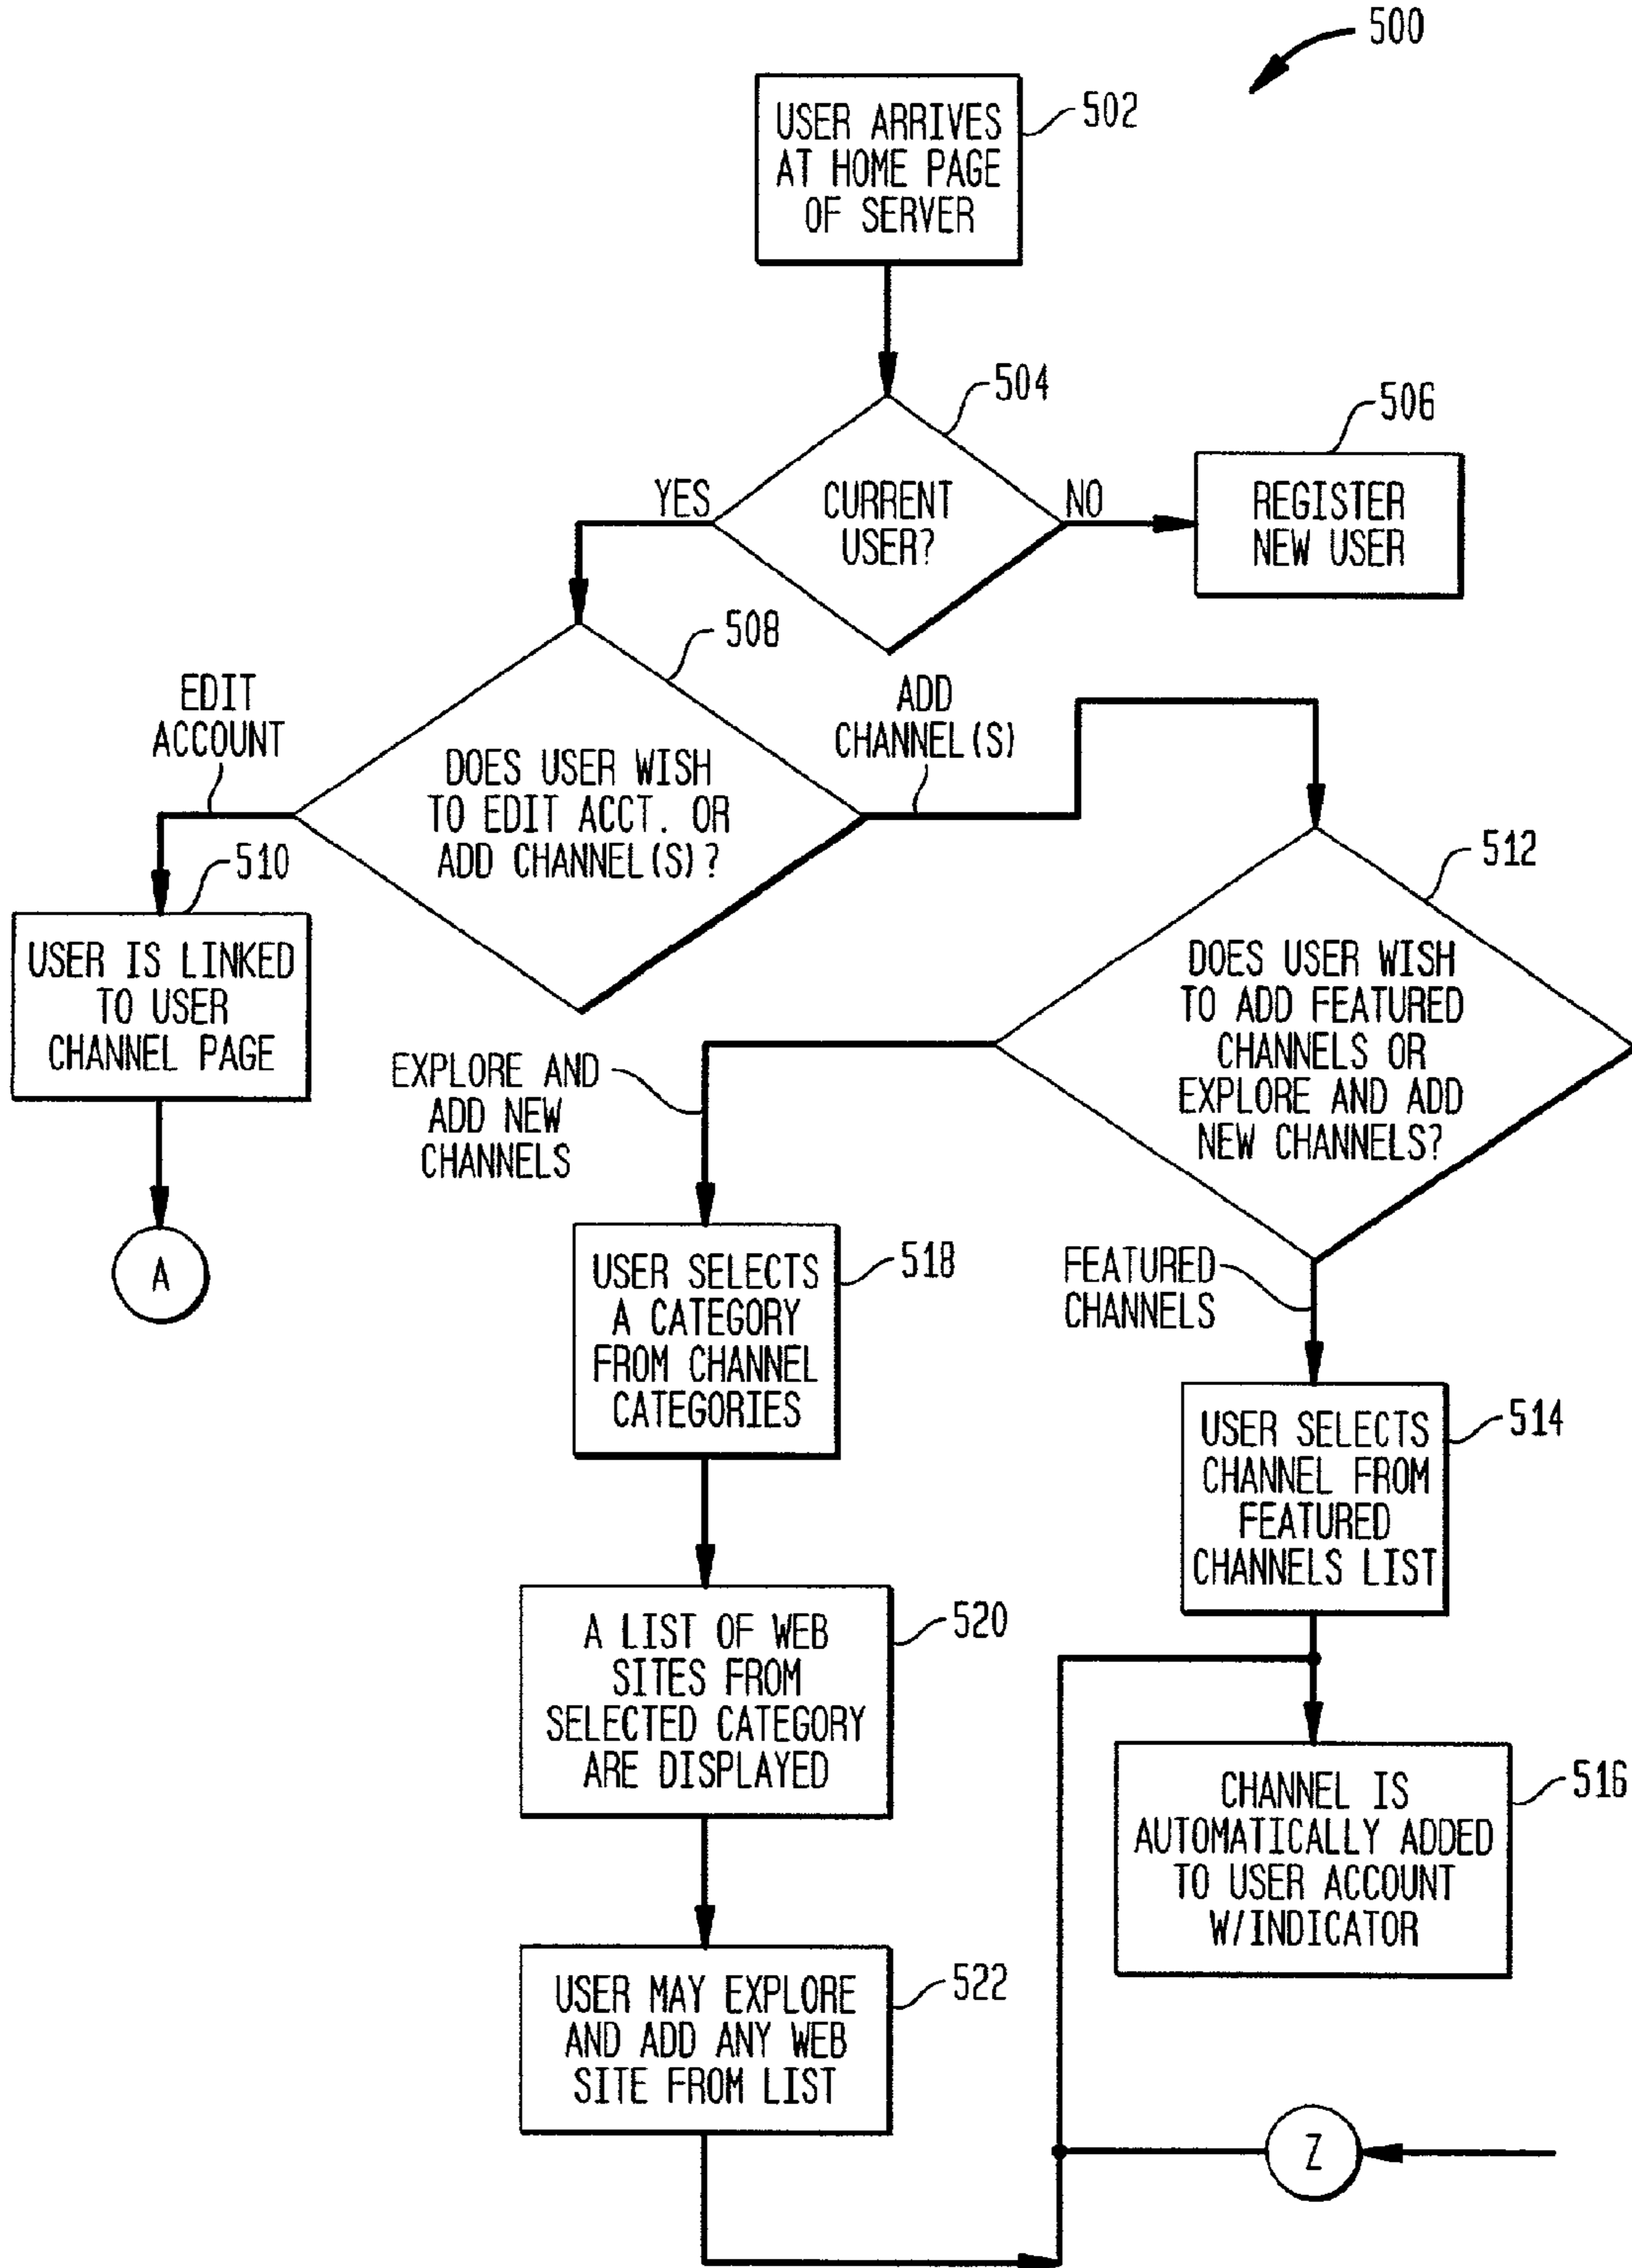 500
USER ARRIVES
AT HOME PAGE
OF SERVER
502
504
CURRENT
USER?
YES
NO
506
REGISTER
NEW USER
508
DOES USER WISH
TO EDIT ACCT. OR
ADD CHANNEL(S)?
EDIT
ACCOUNT
ADD
CHANNEL(S)
510
USER IS LINKED
TO USER
CHANNEL PAGE
A
512
DOES USER WISH
TO ADD FEATURED
CHANNELS OR
EXPLORE AND ADD
NEW CHANNELS?
EXPLORE AND
ADD NEW
CHANNELS
FEATURED
CHANNELS
USER SELECTS
A CATEGORY
FROM CHANNEL
CATEGORIES
518
USER SELECTS
CHANNEL FROM
FEATURED
CHANNELS LIST
514
A LIST OF WEB
SITES FROM
SELECTED CATEGORY
ARE DISPLAYED
520
CHANNEL IS
AUTOMATICALLY ADDED
TO USER ACCOUNT
W/INDICATOR
516
USER MAY EXPLORE
AND ADD ANY WEB
SITE FROM LIST
522
Z